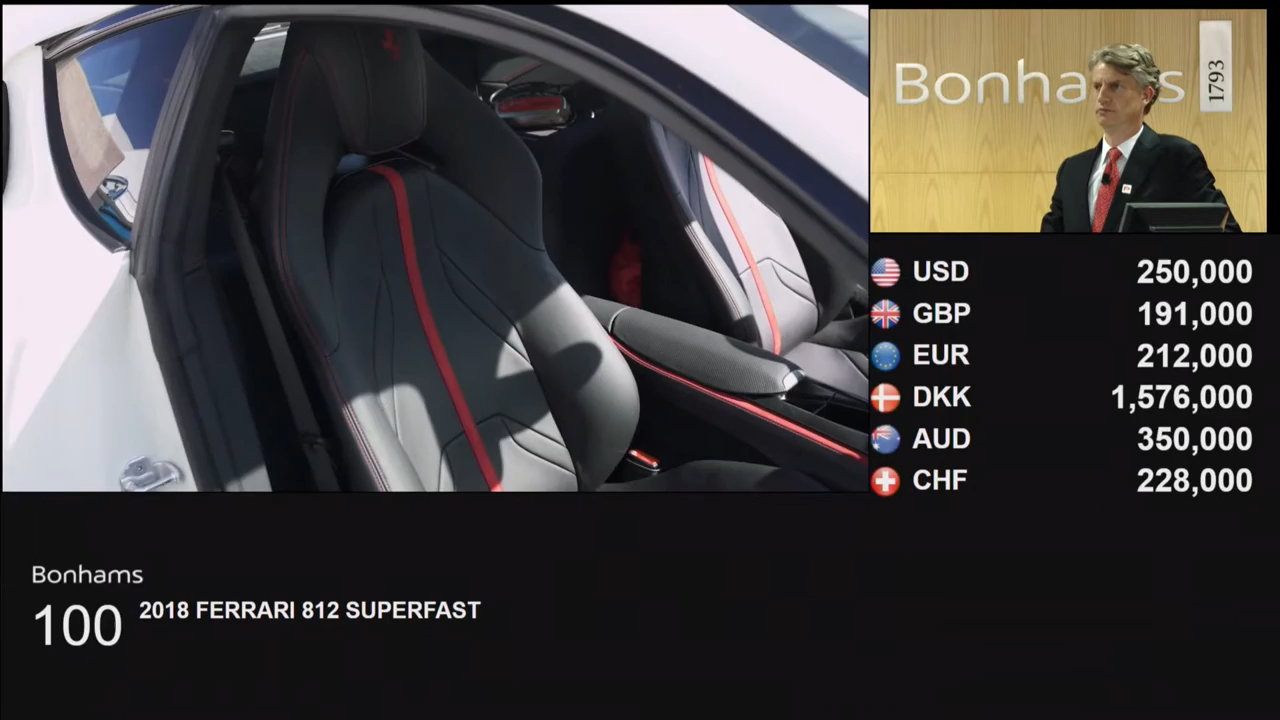 Bonhams
1793
USD 250,000
GBP 191,000
EUR 212,000
DKK 1,576,000
AUD 350,000
CHF 228,000
Bonhams
100 2018 FERRARI 812 SUPERFAST